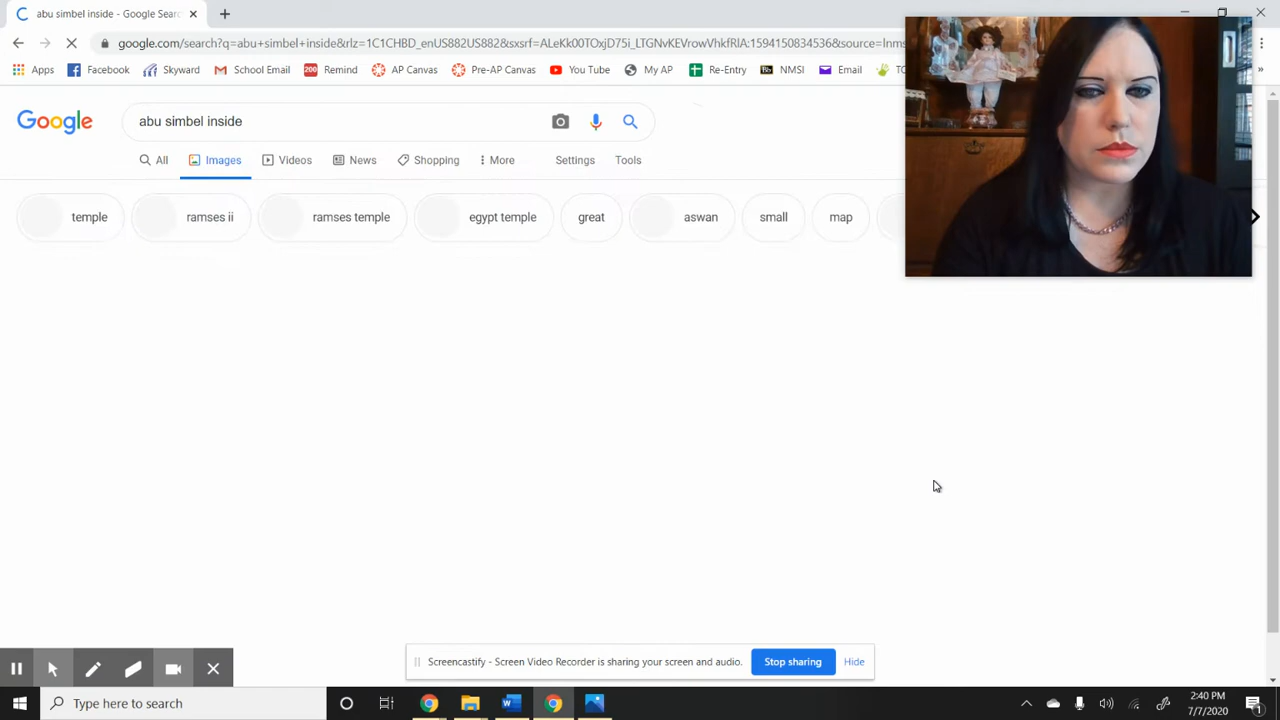 abu simbel inside - Google Sear
google.com/search?q=abu+simbel+inside&rlz=1C1CHBD_enUS882US882&sxsrf=ALeKk00TOxjD75i_LTGNvKEVrowVhkfRIA:1594150834536&source=lnms
Apps Facebook Skyward School Email Remind AP Canvas Pre-AP Canvas You Tube My AP Re-Entry NMSI Email
Google abu simbel inside
All Images Videos News Shopping More Settings Tools
temple ramses ii ramses temple egypt temple great aswan small map
Screencastify - Screen Video Recorder is sharing your screen and audio. Stop sharing Hide
Type here to search 2:40 PM
7/7/2020